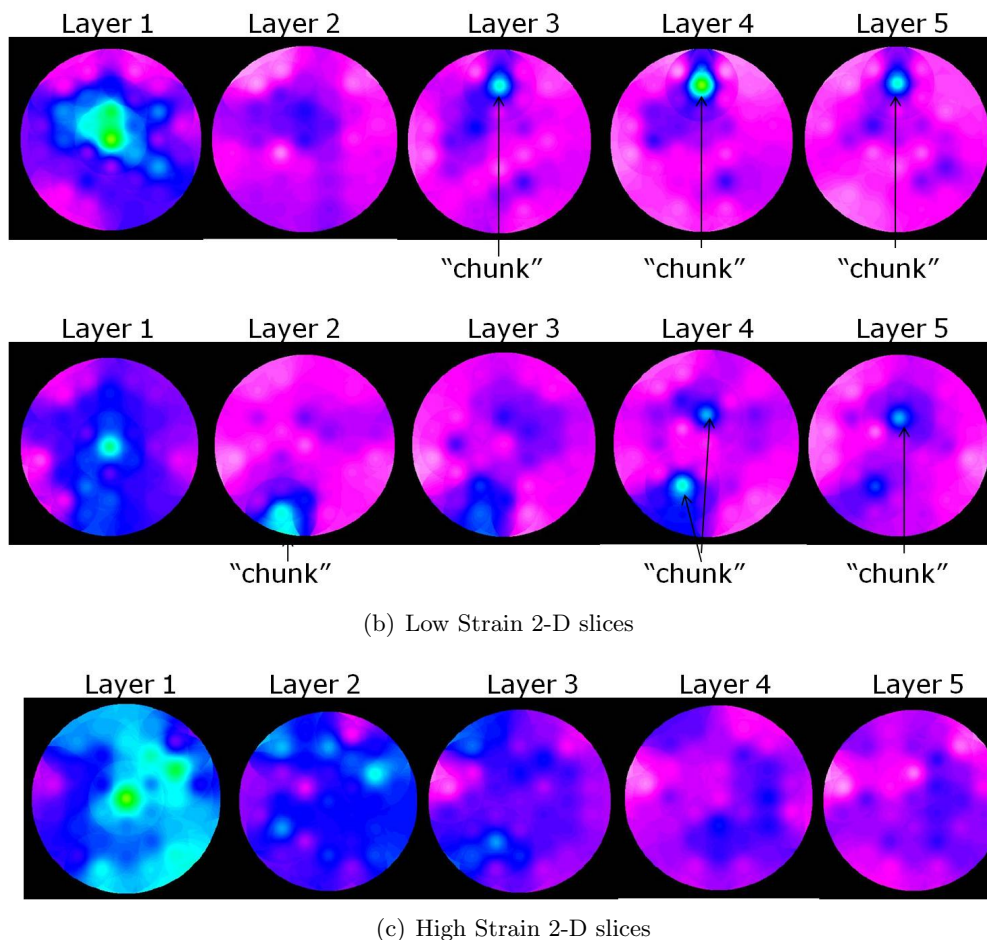 Layer 1 Layer 2 Layer 3 Layer 4 Layer 5
“chunk” “chunk” “chunk”
Layer 1 Layer 2 Layer 3 Layer 4 Layer 5
“chunk” “chunk” “chunk”
(b) Low Strain 2-D slices
Layer 1 Layer 2 Layer 3 Layer 4 Layer 5
(c) High Strain 2-D slices